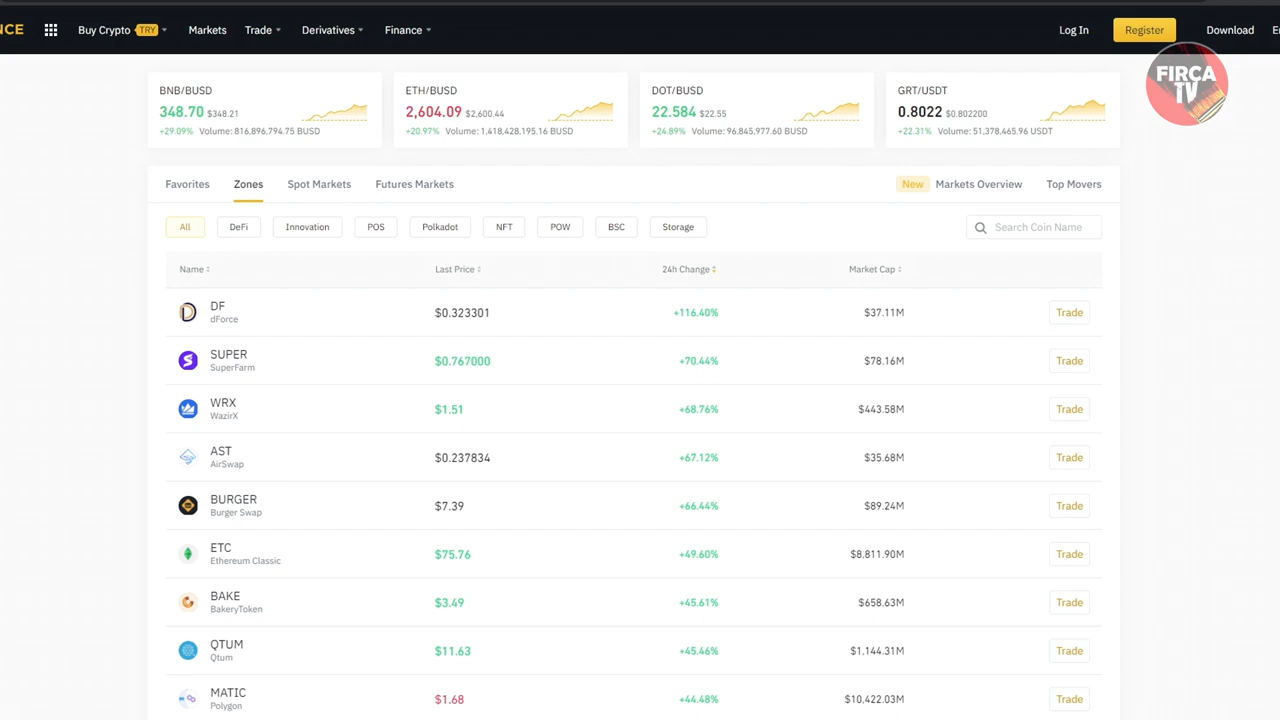 NCE Buy Crypto TRY Markets Trade Derivatives Finance Log In Register Download
FIRÇA
TV
BNB/BUSD ETH/BUSD DOT/BUSD GRT/USDT
348.70 $348.21 2,604.09 $2,600.44 22.584 $22.55 0.8022 $0.802200
+29.09% Volume: 816,896,794.75 BUSD +20.97% Volume: 1,418,428,195.16 BUSD +24.89% Volume: 96,845,977.60 BUSD +22.31% Volume: 51,378,465.96 USDT
Favorites Zones Spot Markets Futures Markets New Markets Overview Top Movers
All DeFi Innovation POS Polkadot NFT POW BSC Storage Search Coin Name
Name Last Price 24h Change Market Cap
DF
dForce
$0.323301 +116.40% $37.11M Trade
SUPER
SuperFarm
$0.767000 +70.44% $78.16M Trade
WRX
WazirX
$1.51 +68.76% $443.58M Trade
AST
AirSwap
$0.237834 +67.12% $35.68M Trade
BURGER
Burger Swap
$7.39 +66.44% $89.24M Trade
ETC
Ethereum Classic
$75.76 +49.60% $8,811.90M Trade
BAKE
BakeryToken
$3.49 +45.61% $658.63M Trade
QTUM
Qtum
$11.63 +45.46% $1,144.31M Trade
MATIC
Polygon
$1.68 +44.48% $10,422.03M Trade